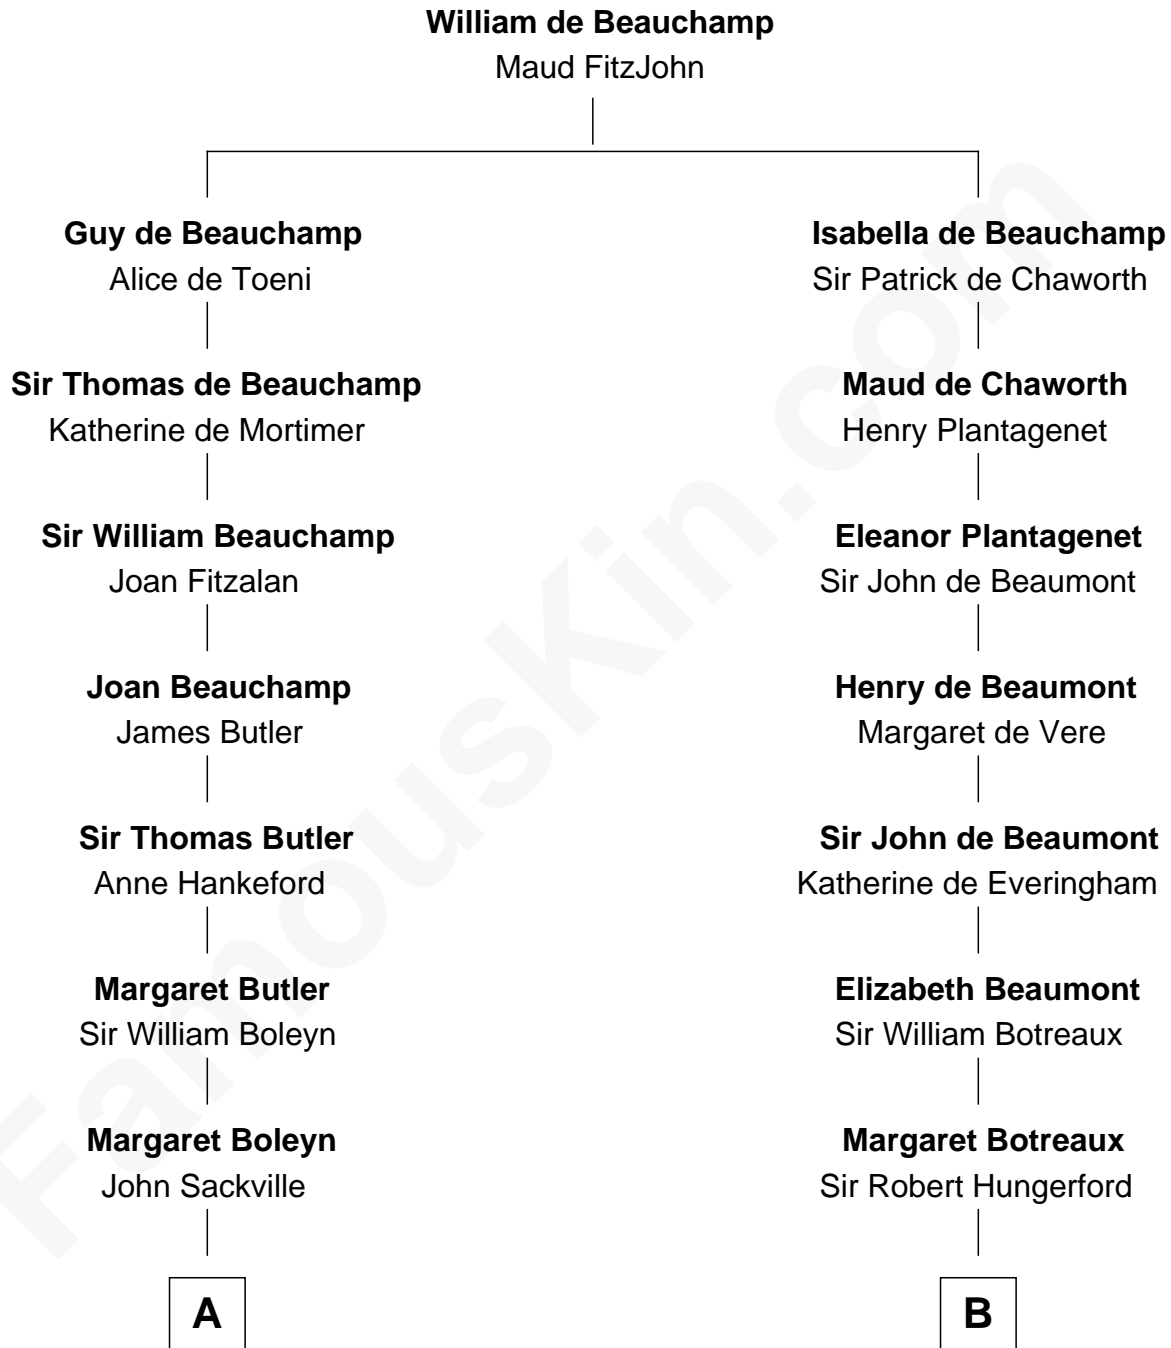 William de Beauchamp
Maud FitzJohn
Guy de Beauchamp
Alice de Toeni
Isabella de Beauchamp
Sir Patrick de Chaworth
Sir Thomas de Beauchamp
Katherine de Mortimer
Maud de Chaworth
Henry Plantagenet
Sir William Beauchamp
Joan Fitzalan
Eleanor Plantagenet
Sir John de Beaumont
Joan Beauchamp
James Butler
Henry de Beaumont
Margaret de Vere
Sir Thomas Butler
Anne Hankeford
Sir John de Beaumont
Katherine de Everingham
Margaret Butler
Sir William Boleyn
Elizabeth Beaumont
Sir William Botreaux
Margaret Boleyn
John Sackville
Margaret Botreaux
Sir Robert Hungerford
A
B
FamousKin.com